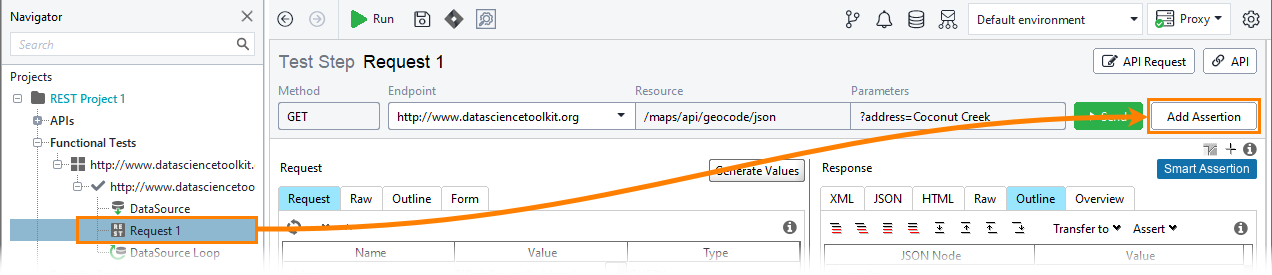 Navigator
Search
Projects
REST Project 1
APIs
Functional Tests
http://www.datasciencetoolkit.
http://www.datasciencetoo
DataSource
REST Request 1
DataSource Loop
Run
Default environment
Proxy
Test Step Request 1
API Request
API
Method Endpoint Resource Parameters
GET http://www.datasciencetoolkit.org /maps/api/geocode/json ?address=Coconut Creek
Add Assertion
Request
Generate Values
Request Raw Outline Form
Name Value Type
Response
Smart Assertion
XML JSON HTML Raw Outline Overview
Transfer to Assert
JSON Node Value